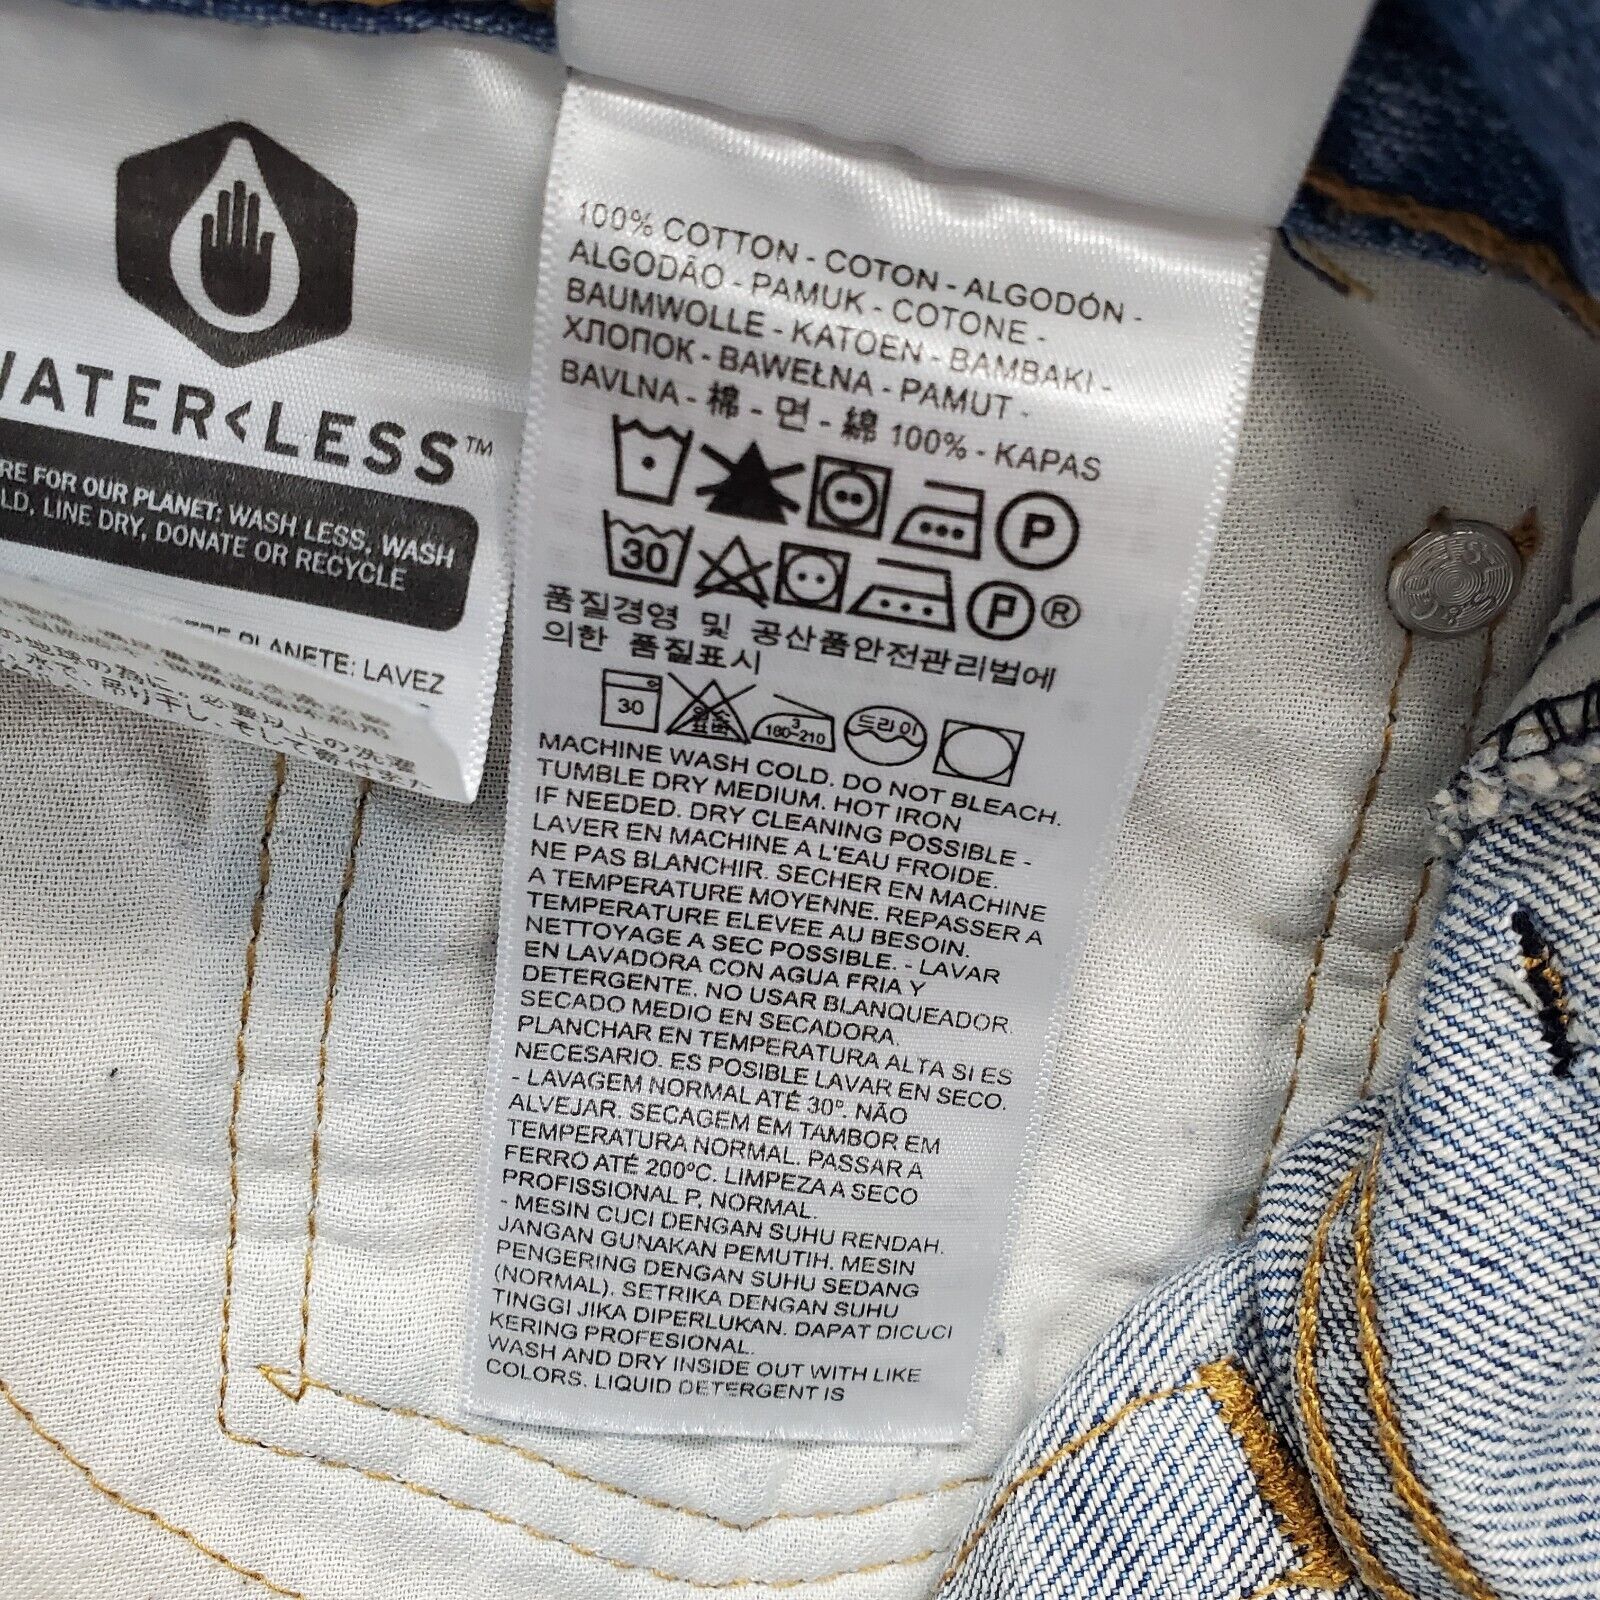 WATER<LESS™
RE FOR OUR PLANET: WASH LESS, WASH
LD, LINE DRY, DONATE OR RECYCLE
PLANETE: LAVEZ
100% COTTON - COTON - ALGODÓN -
ALGODÃO - PAMUK - COTONE -
BAUMWOLLE - KATOEN - BAMBAKI -
ХЛОПОК - BAWEŁNA - PAMUT -
BAVLNA - 棉 - 면 - 綿 100% - KAPAS
P
30 P ®
품질경영 및 공산품안전관리법에
의한 품질표시
30 표백 3 180~210 드라이
MACHINE WASH COLD. DO NOT BLEACH.
TUMBLE DRY MEDIUM. HOT IRON
IF NEEDED. DRY CLEANING POSSIBLE -
LAVER EN MACHINE A L'EAU FROIDE.
NE PAS BLANCHIR. SECHER EN MACHINE
A TEMPERATURE MOYENNE. REPASSER A
TEMPERATURE ELEVEE AU BESOIN.
NETTOYAGE A SEC POSSIBLE. - LAVAR
EN LAVADORA CON AGUA FRIA Y
DETERGENTE. NO USAR BLANQUEADOR.
SECADO MEDIO EN SECADORA.
PLANCHAR EN TEMPERATURA ALTA SI ES
NECESARIO. ES POSIBLE LAVAR EN SECO.
- LAVAGEM NORMAL ATÉ 30º. NÃO
ALVEJAR. SECAGEM EM TAMBOR EM
TEMPERATURA NORMAL. PASSAR A
FERRO ATÉ 200ºC. LIMPEZA A SECO
PROFISSIONAL P, NORMAL.
- MESIN CUCI DENGAN SUHU RENDAH.
JANGAN GUNAKAN PEMUTIH. MESIN
PENGERING DENGAN SUHU SEDANG
(NORMAL). SETRIKA DENGAN SUHU
TINGGI JIKA DIPERLUKAN. DAPAT DICUCI
KERING PROFESIONAL.
WASH AND DRY INSIDE OUT WITH LIKE
COLORS. LIQUID DETERGENT IS